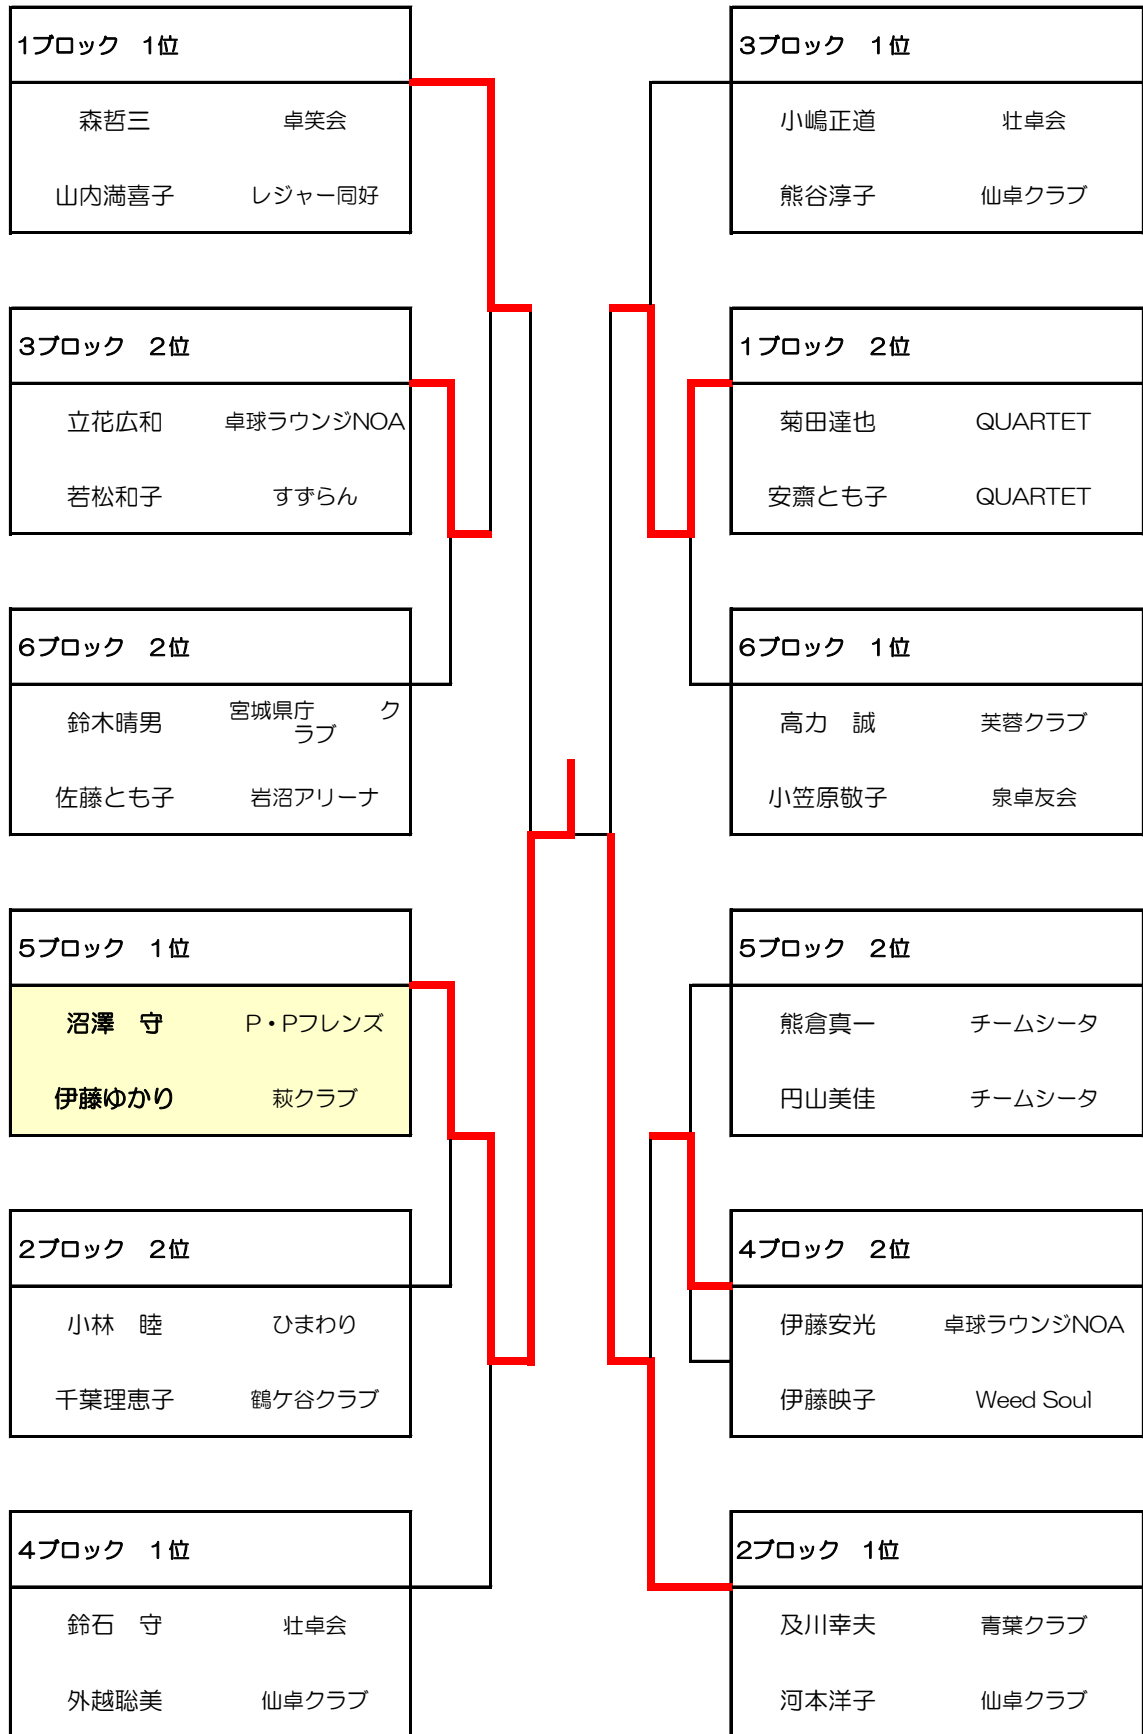 1ブロック　1位
森哲三　卓笑会
山内満喜子　レジャー同好
3ブロック　2位
立花広和　卓球ラウンジNOA
若松和子　すずらん
6ブロック　2位
鈴木晴男　宮城県庁　　　ク
ラブ
佐藤とも子　岩沼アリーナ
5ブロック　1位
沼澤　守　P・Pフレンズ
伊藤ゆかり　萩クラブ
2ブロック　2位
小林　睦　ひまわり
千葉理恵子　鶴ケ谷クラブ
4ブロック　1位
鈴石　守　壮卓会
外越聡美　仙卓クラブ
3ブロック　1位
小嶋正道　壮卓会
熊谷淳子　仙卓クラブ
1ブロック　2位
菊田達也　QUARTET
安齋とも子　QUARTET
6ブロック　1位
高力　誠　芙蓉クラブ
小笠原敬子　泉卓友会
5ブロック　2位
熊倉真一　チームシータ
円山美佳　チームシータ
4ブロック　2位
伊藤安光　卓球ラウンジNOA
伊藤映子　Weed Soul
2ブロック　1位
及川幸夫　青葉クラブ
河本洋子　仙卓クラブ